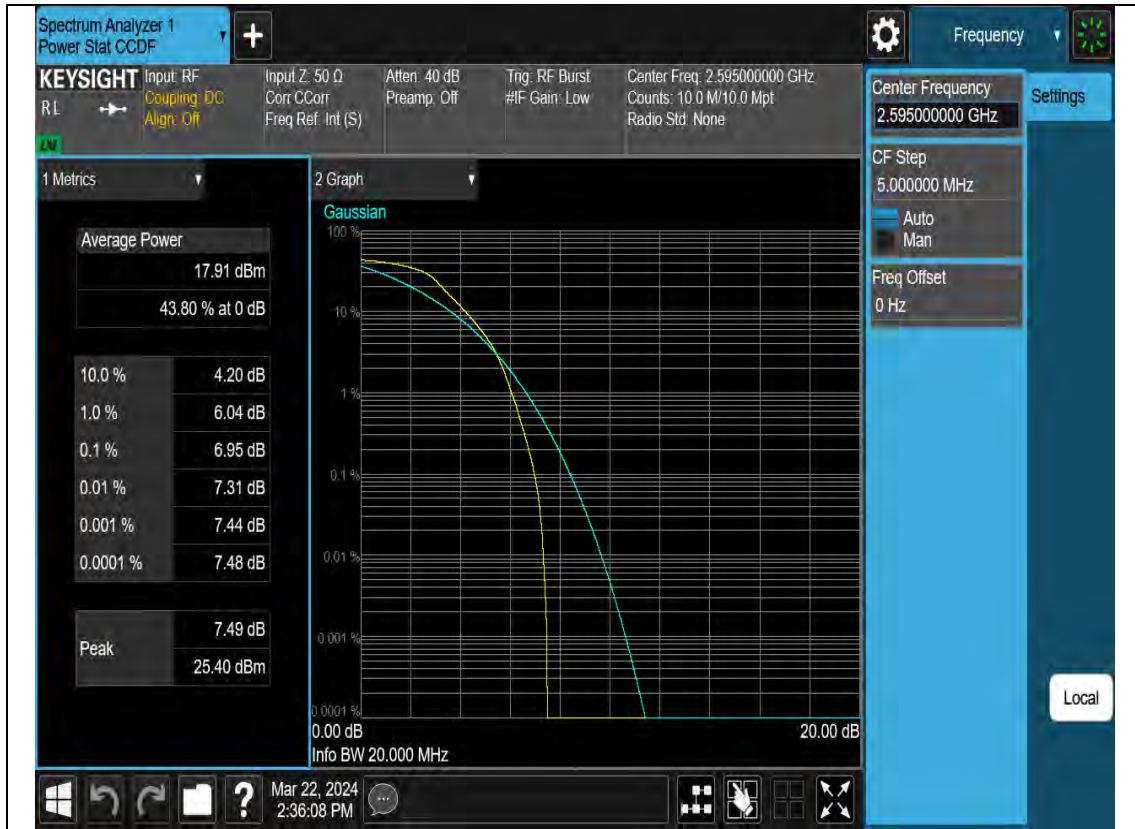 Spectrum Analyzer 1
Power Stat CCDF
Frequency
KEYSIGHT
RL
LNI
Input: RF
Coupling: DC
Align: Off
Input Z: 50 Ω
Corr CCorr
Freq Ref: Int (S)
Atten: 40 dB
Preamp: Off
Trig: RF Burst
#IF Gain: Low
Center Freq: 2.595000000 GHz
Counts: 10.0 M/10.0 Mpt
Radio Std: None
Center Frequency
2.595000000 GHz
Settings
CF Step
5.000000 MHz
Auto
Man
Freq Offset
0 Hz
1 Metrics
Average Power
17.91 dBm
43.80 % at 0 dB
10.0 % 4.20 dB
1.0 % 6.04 dB
0.1 % 6.95 dB
0.01 % 7.31 dB
0.001 % 7.44 dB
0.0001 % 7.48 dB
Peak
7.49 dB
25.40 dBm
2 Graph
Gaussian
100 %
10 %
1 %
0.1 %
0.01 %
0.001 %
0.0001 %
0.00 dB 20.00 dB
Info BW 20.000 MHz
Local
?
Mar 22, 2024
2:36:08 PM